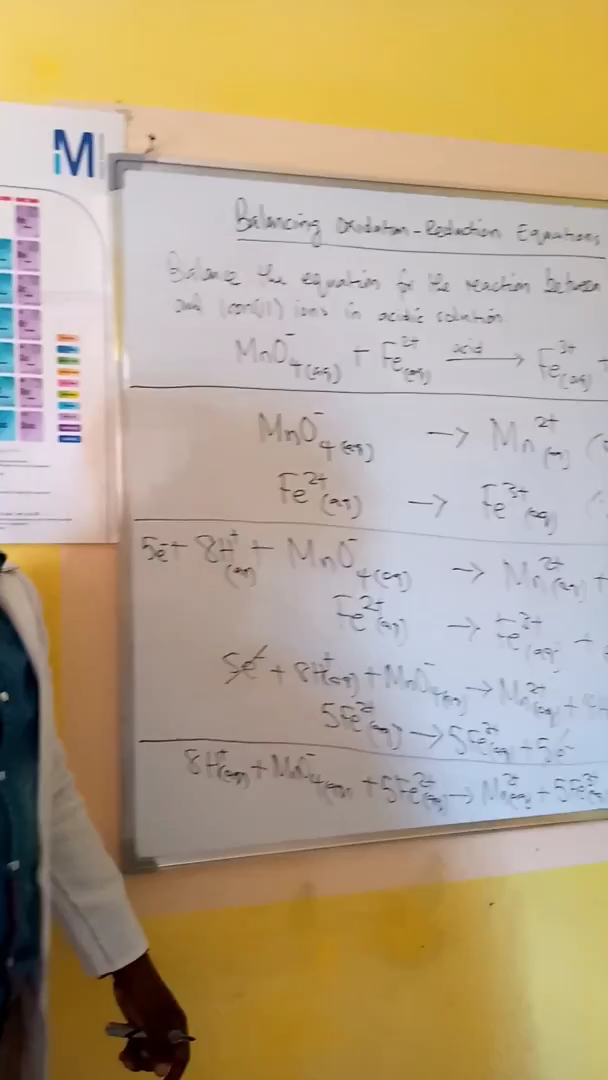 M
Balancing Oxidation-Reduction Equations
Balance the equation for the reaction between
and iron(II) ions in acidic solution
MnO₄⁻(aq) + Fe²⁺(aq) acid → Fe³⁺(aq) +
MnO₄⁻(aq) → Mn²⁺(aq) (
Fe²⁺(aq) → Fe³⁺(aq) (
5e⁻ + 8H⁺(aq) + MnO₄⁻(aq) → Mn²⁺(aq) +
Fe²⁺(aq) → Fe³⁺(aq) +
5e⁻ + 8H⁺(aq) + MnO₄⁻(aq) → Mn²⁺(aq) +
5Fe²⁺(aq) → 5Fe³⁺(aq) + 5e⁻
8H⁺(aq) + MnO₄⁻(aq) + 5Fe²⁺(aq) → Mn²⁺(aq) + 5Fe³⁺(aq)